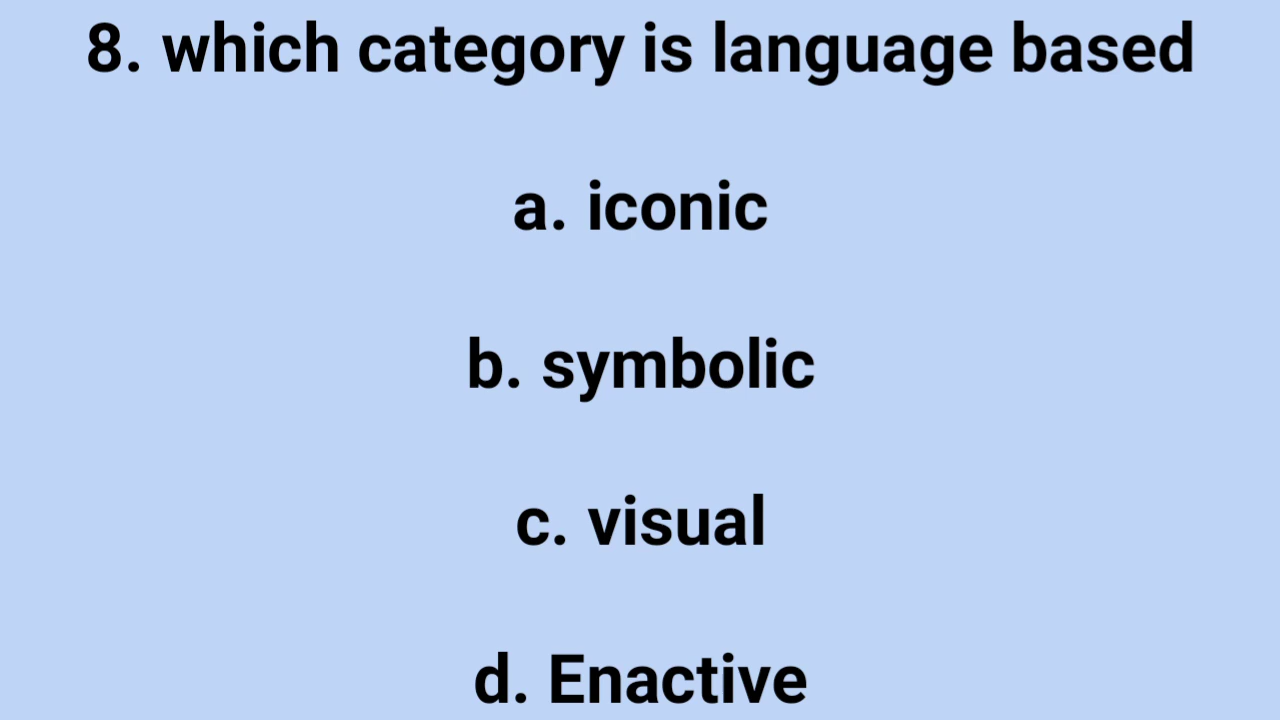 8. which category is language based
a. iconic
b. symbolic
c. visual
d. Enactive